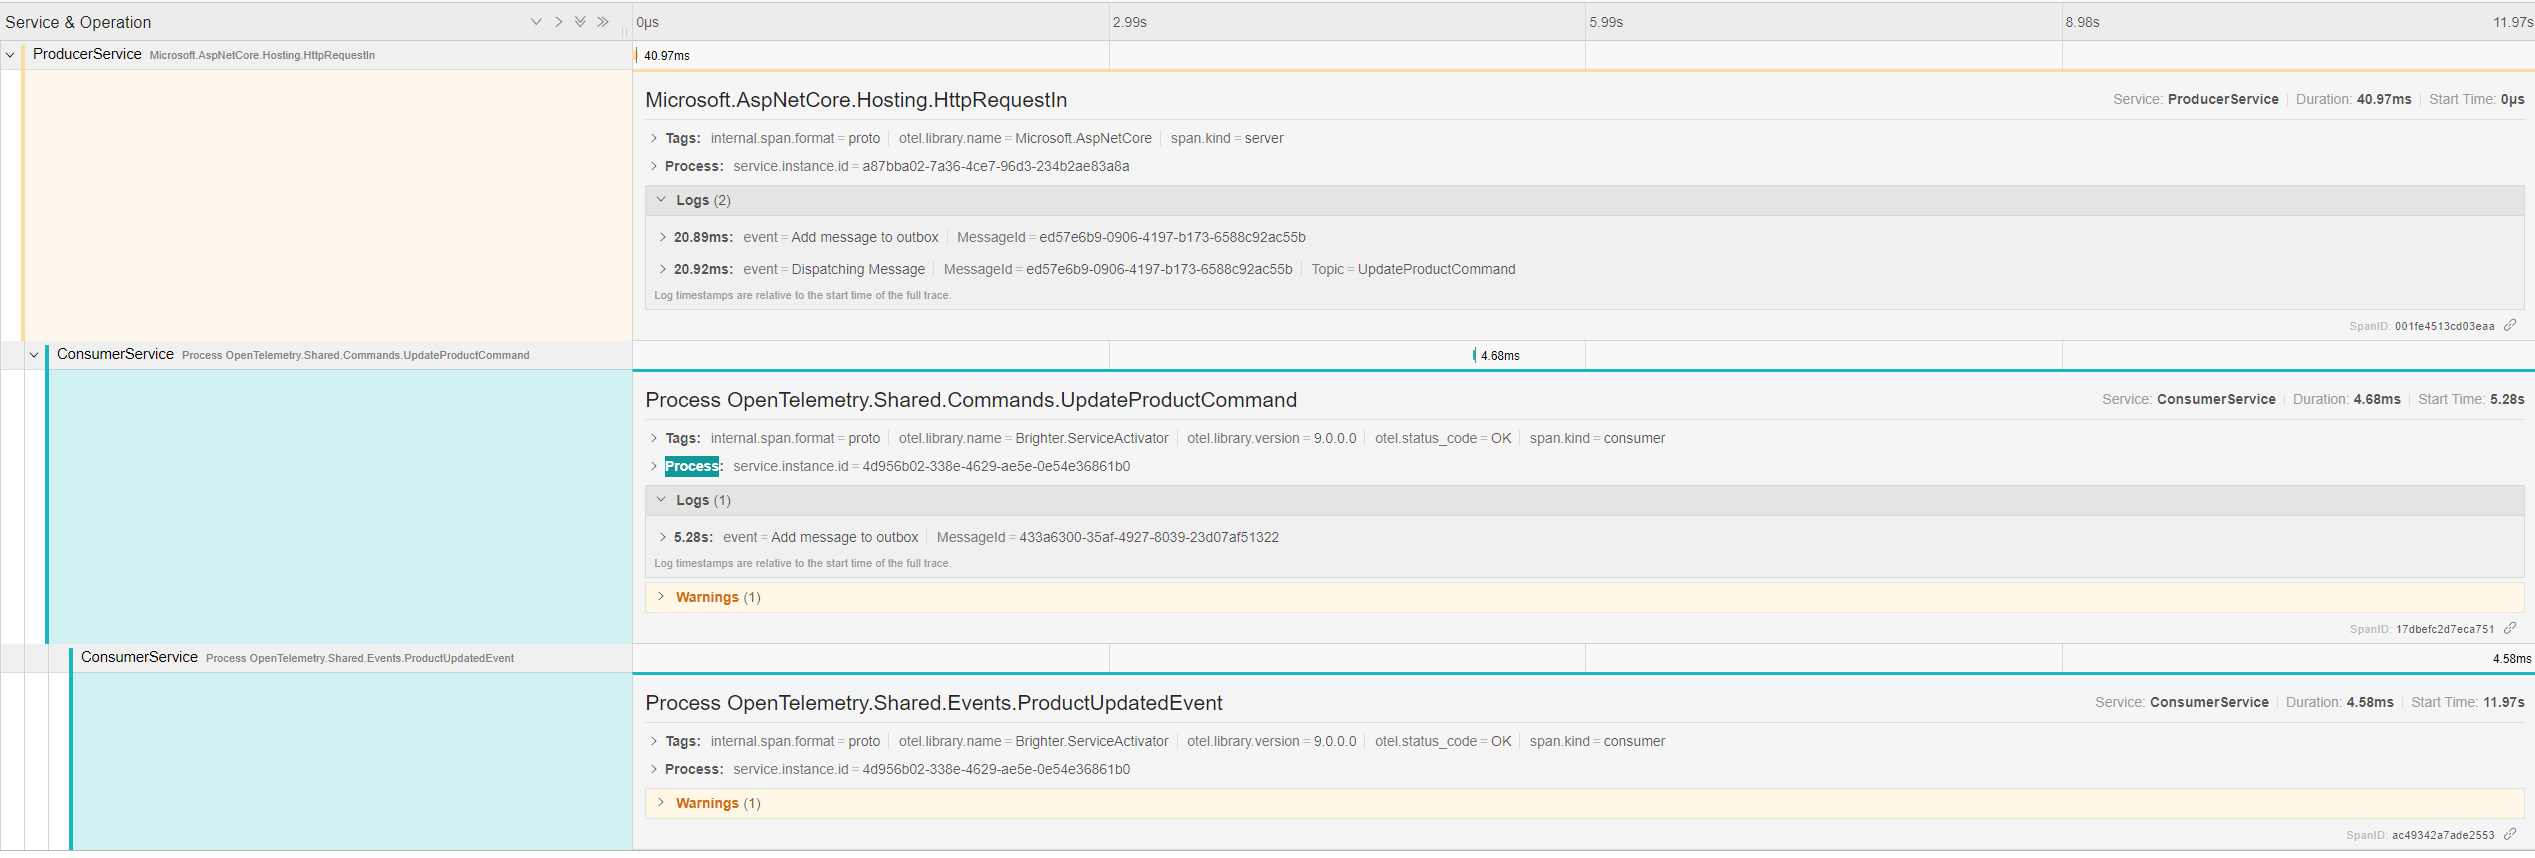 Service & Operation 0μs 2.99s 5.99s 8.98s 11.97s
ProducerService Microsoft.AspNetCore.Hosting.HttpRequestIn 40.97ms
Microsoft.AspNetCore.Hosting.HttpRequestIn Service: ProducerService Duration: 40.97ms Start Time: 0μs
Tags: internal.span.format = proto otel.library.name = Microsoft.AspNetCore span.kind = server
Process: service.instance.id = a87bba02-7a36-4ce7-96d3-234b2ae83a8a
Logs (2)
20.89ms: event = Add message to outbox MessageId = ed57e6b9-0906-4197-b173-6588c92ac55b
20.92ms: event = Dispatching Message MessageId = ed57e6b9-0906-4197-b173-6588c92ac55b Topic = UpdateProductCommand
Log timestamps are relative to the start time of the full trace.
SpanID: 001fe4513cd03eaa
ConsumerService Process OpenTelemetry.Shared.Commands.UpdateProductCommand 4.68ms
Process OpenTelemetry.Shared.Commands.UpdateProductCommand Service: ConsumerService Duration: 4.68ms Start Time: 5.28s
Tags: internal.span.format = proto otel.library.name = Brighter.ServiceActivator otel.library.version = 9.0.0.0 otel.status_code = OK span.kind = consumer
Process: service.instance.id = 4d956b02-338e-4629-ae5e-0e54e36861b0
Logs (1)
5.28s: event = Add message to outbox MessageId = 433a6300-35af-4927-8039-23d07af51322
Log timestamps are relative to the start time of the full trace.
Warnings (1)
SpanID: 17dbefc2d7eca751
ConsumerService Process OpenTelemetry.Shared.Events.ProductUpdatedEvent 4.58ms
Process OpenTelemetry.Shared.Events.ProductUpdatedEvent Service: ConsumerService Duration: 4.58ms Start Time: 11.97s
Tags: internal.span.format = proto otel.library.name = Brighter.ServiceActivator otel.library.version = 9.0.0.0 otel.status_code = OK span.kind = consumer
Process: service.instance.id = 4d956b02-338e-4629-ae5e-0e54e36861b0
Warnings (1)
SpanID: ac49342a7ade2553